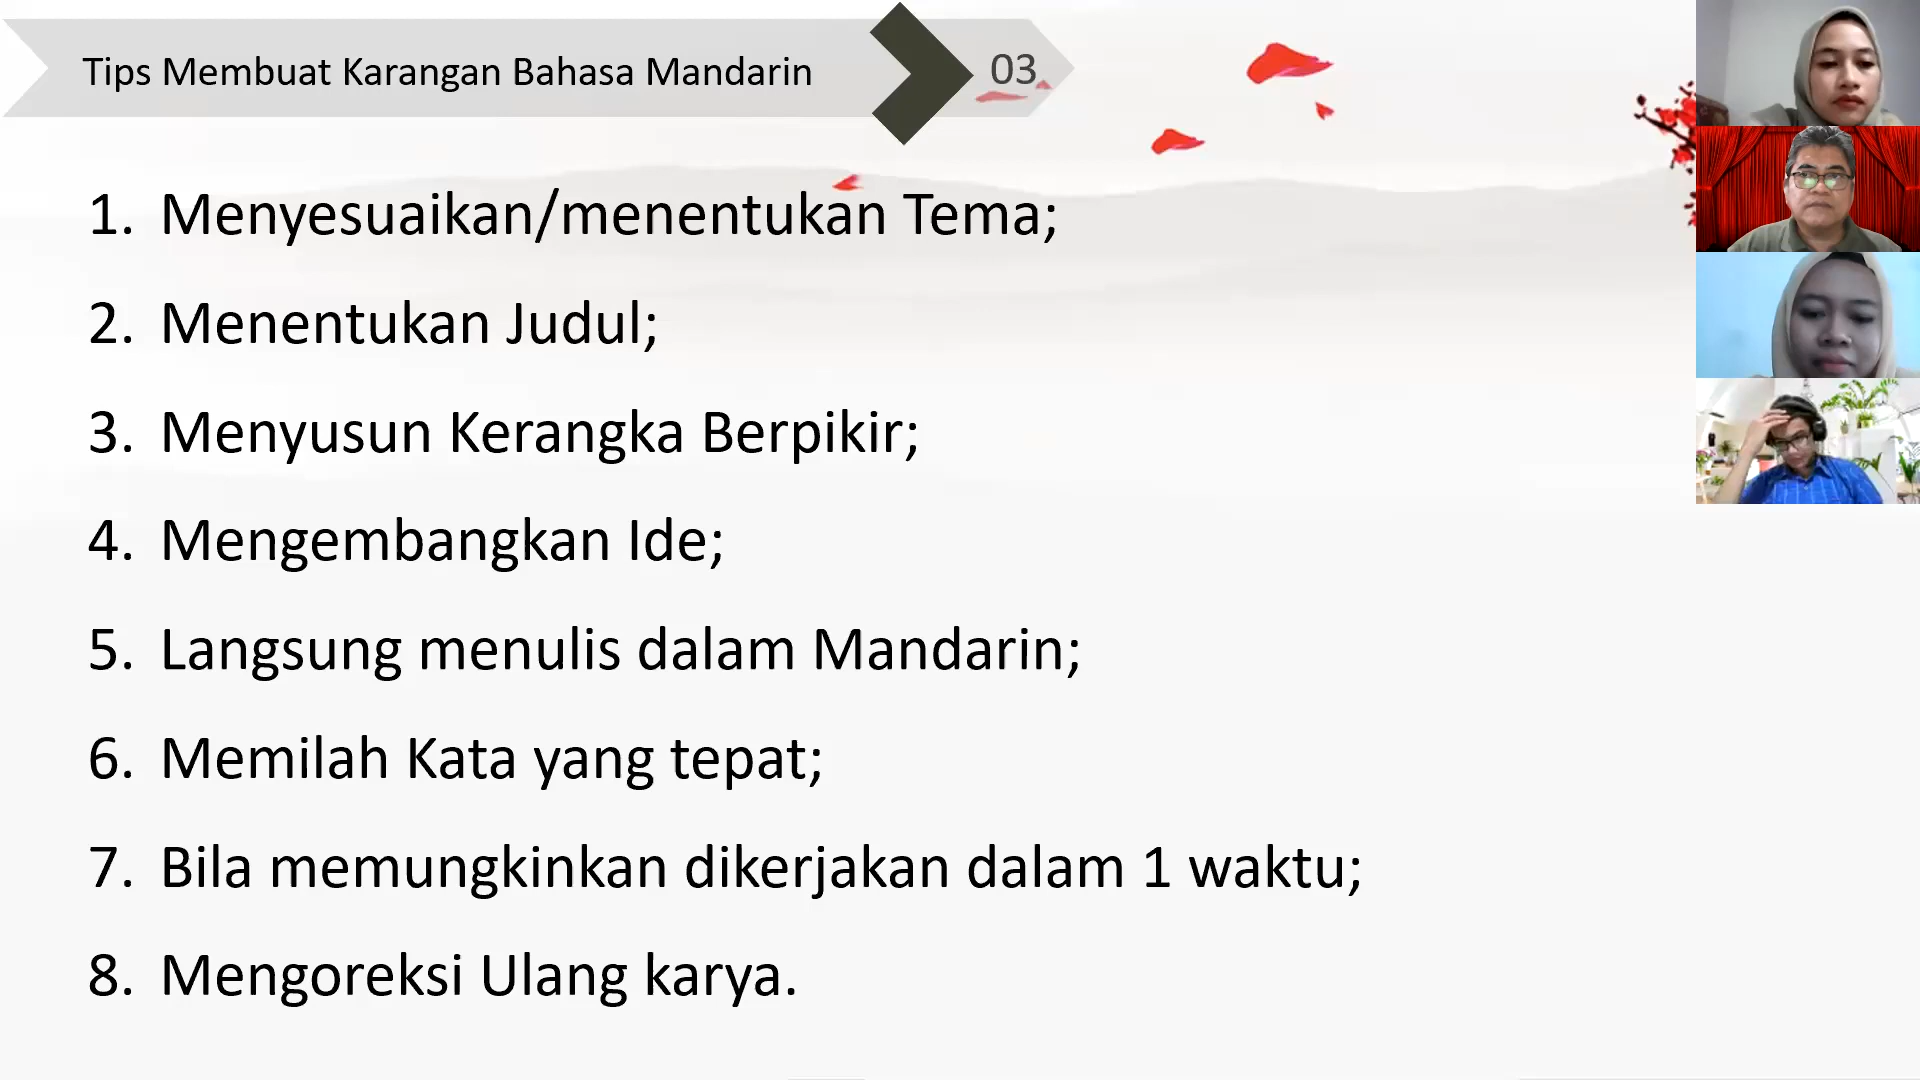 Tips Membuat Karangan Bahasa Mandarin
03
1. Menyesuaikan/menentukan Tema;
2. Menentukan Judul;
3. Menyusun Kerangka Berpikir;
4. Mengembangkan Ide;
5. Langsung menulis dalam Mandarin;
6. Memilah Kata yang tepat;
7. Bila memungkinkan dikerjakan dalam 1 waktu;
8. Mengoreksi Ulang karya.